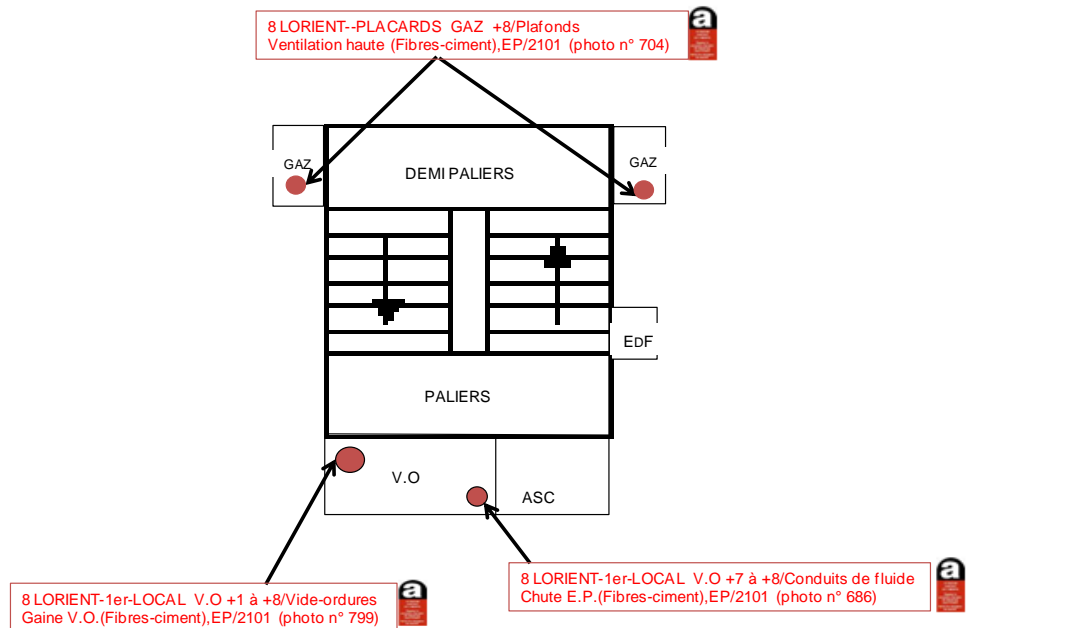 8 LORIENT--PLACARDS GAZ +8/Plafonds
Ventilation haute (Fibres-ciment),EP/2101 (photo n° 704)
a
GAZ
GAZ
DEMI PALIERS
EDF
PALIERS
V.O
ASC
8 LORIENT-1er-LOCAL V.O +7 à +8/Conduits de fluide
Chute E.P.(Fibres-ciment),EP/2101 (photo n° 686)
a
8 LORIENT-1er-LOCAL V.O +1 à +8/Vide-ordures
Gaine V.O.(Fibres-ciment),EP/2101 (photo n° 799)
a